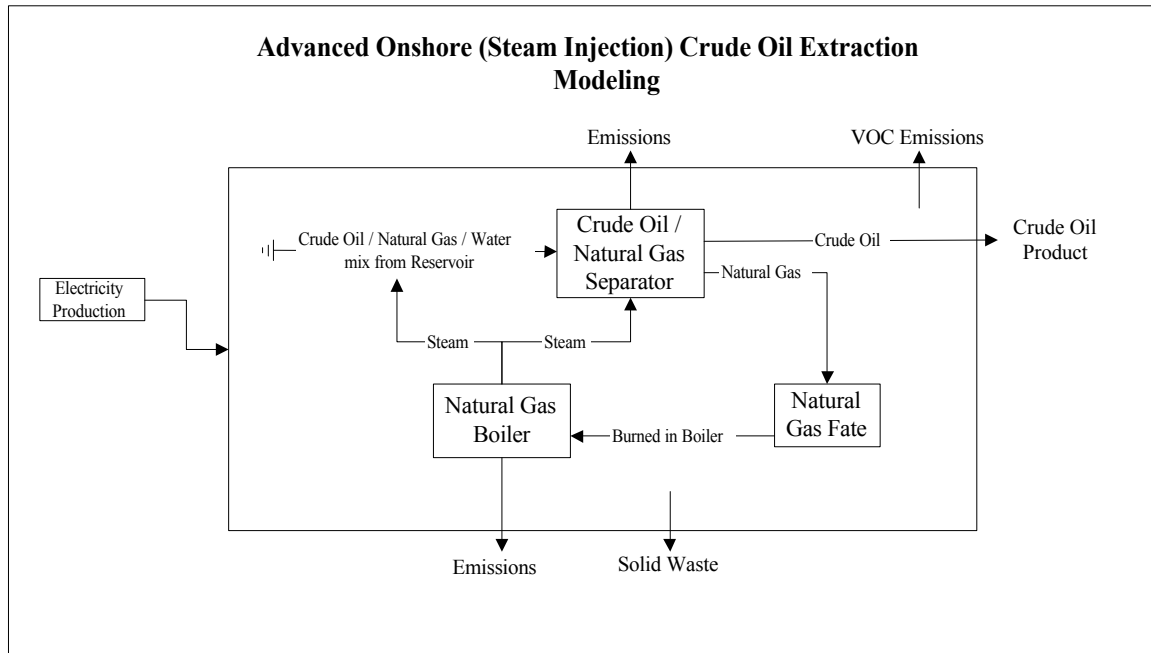 Advanced Onshore (Steam Injection) Crude Oil Extraction
Modeling
Emissions
VOC Emissions
Crude Oil / Natural Gas / Water
mix from Reservoir
Crude Oil /
Natural Gas
Separator
Crude Oil
Crude Oil
Product
Natural Gas
Electricity
Production
Steam
Steam
Natural Gas
Boiler
Burned in Boiler
Natural
Gas Fate
Emissions
Solid Waste